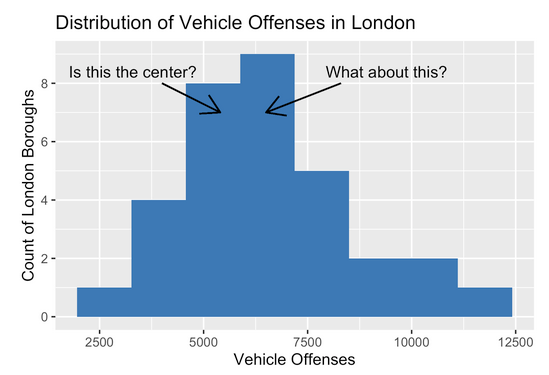 Distribution of Vehicle Offenses in London
Is this the center?
What about this?
Count of London Boroughs
8
6
4
2
0
2500
5000
7500
10000
12500
Vehicle Offenses